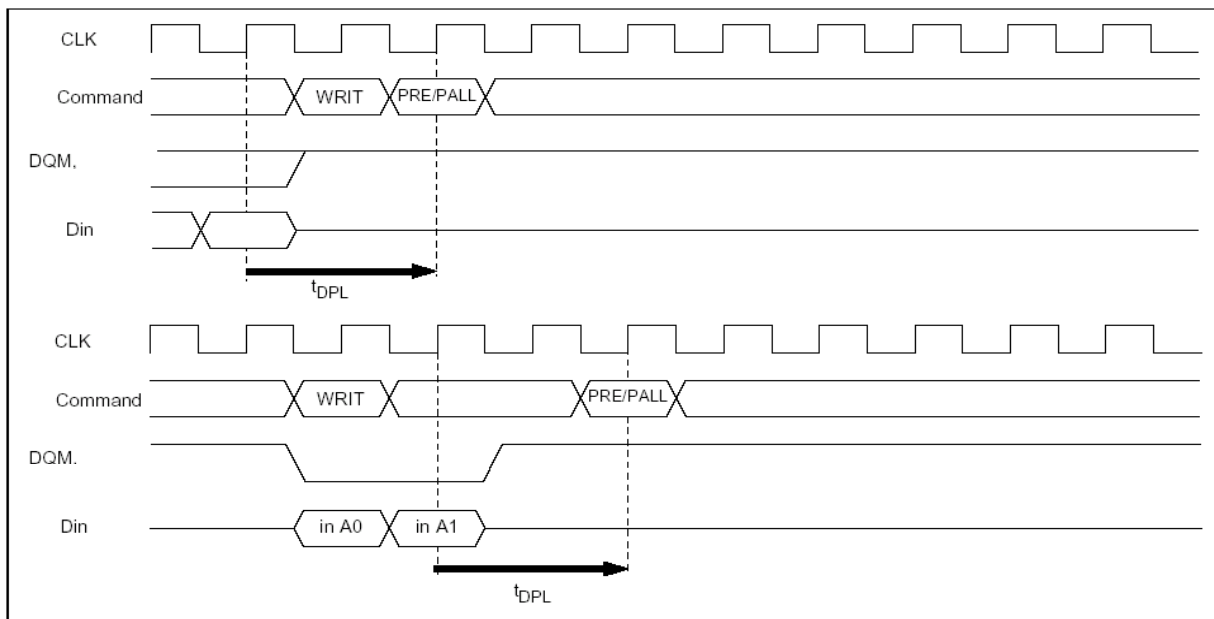 CLK
Command
WRIT
PRE/PALL
DQM,
Din
tDPL
CLK
Command
WRIT
PRE/PALL
DQM.
Din
in A0
in A1
tDPL